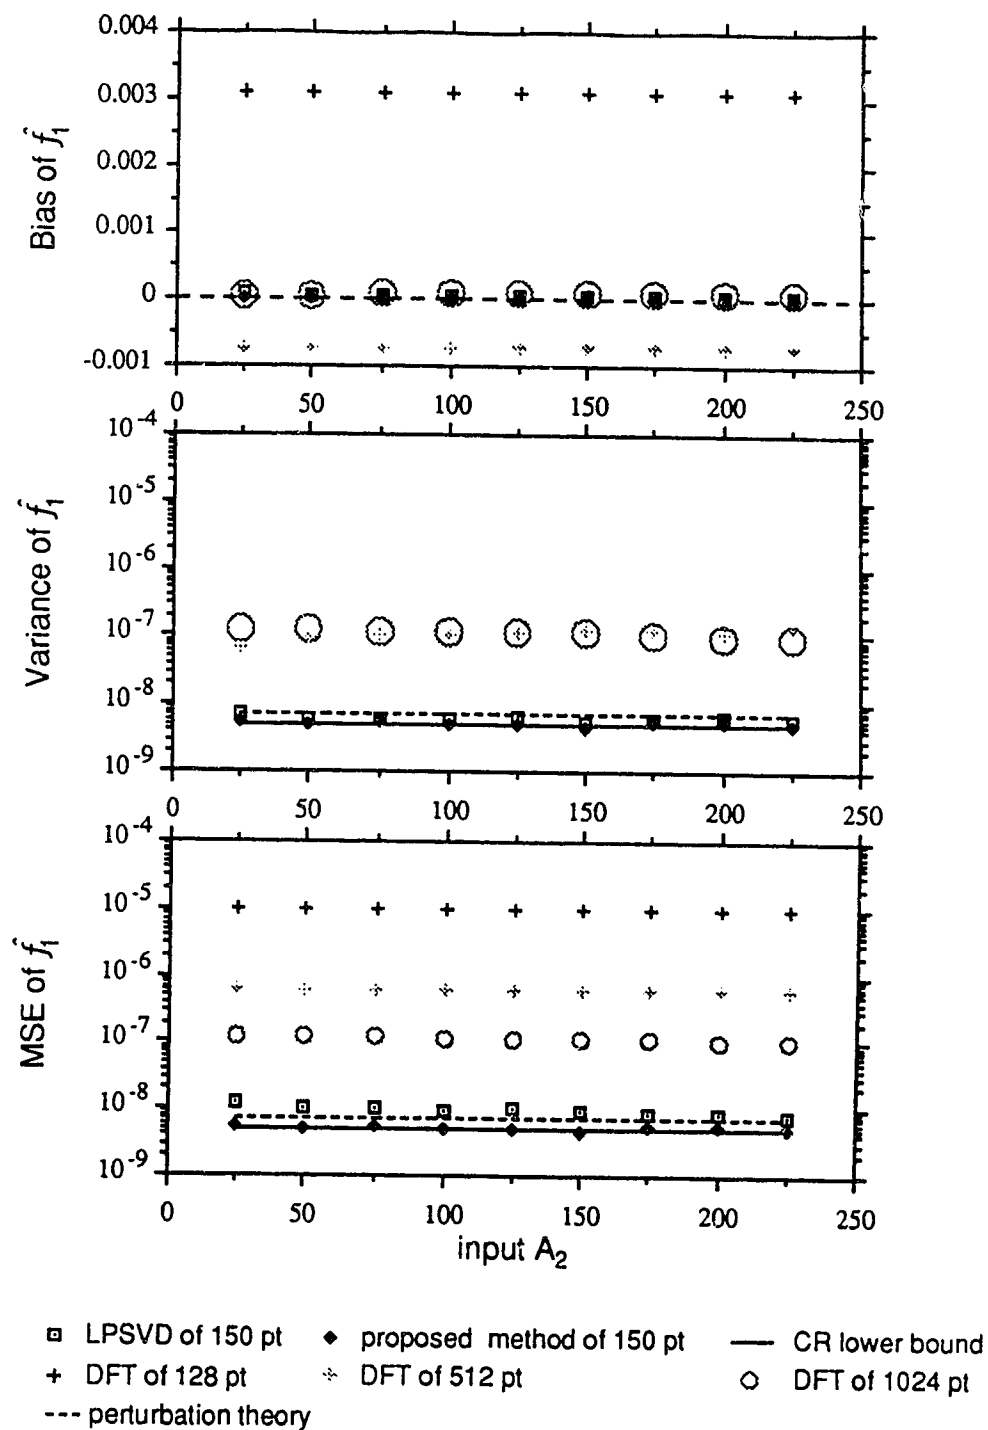 0.004
0.003
0.002
0.001
0
-0.001
Bias of f̂₁
0 50 100 150 200 250
10⁻⁴
10⁻⁵
10⁻⁶
10⁻⁷
10⁻⁸
10⁻⁹
Variance of f̂₁
0 50 100 150 200 250
10⁻⁴
10⁻⁵
10⁻⁶
10⁻⁷
10⁻⁸
10⁻⁹
MSE of f̂₁
0 50 100 150 200 250
input A₂
LPSVD of 150 pt proposed method of 150 pt CR lower bound
DFT of 128 pt DFT of 512 pt DFT of 1024 pt
perturbation theory